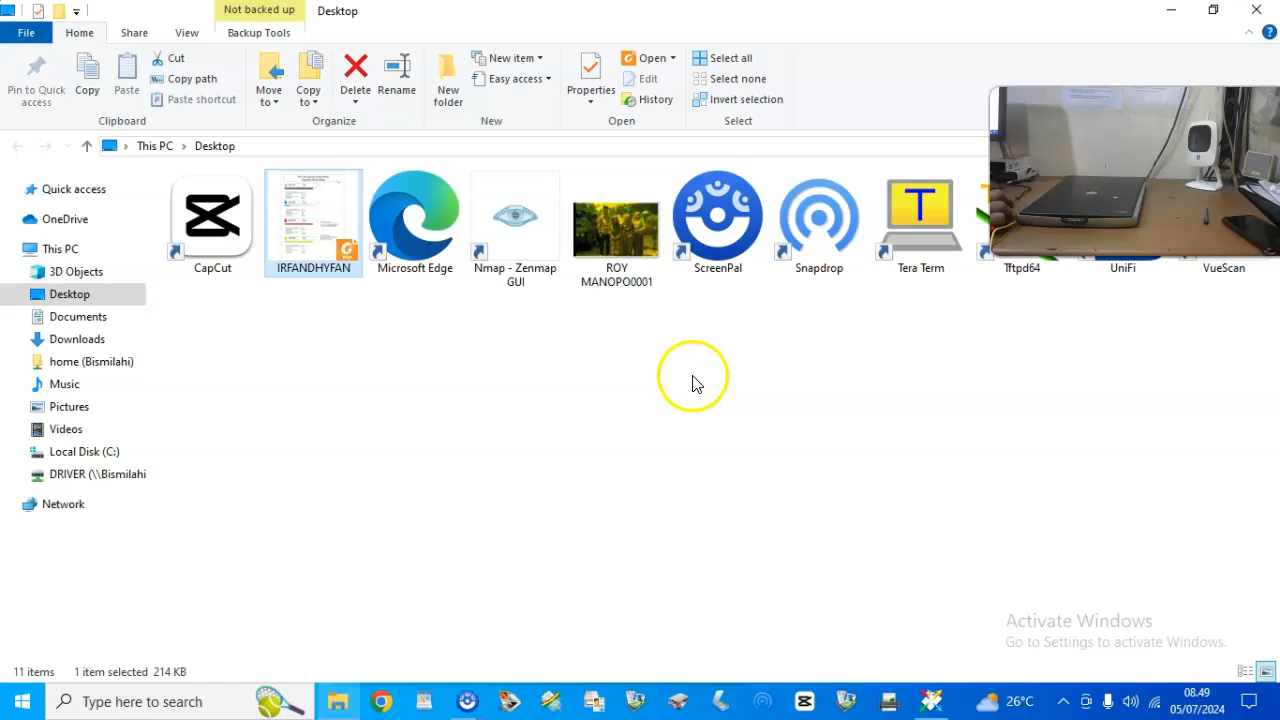 Not backed up
Desktop
File
Home
Share
View
Backup Tools
Pin to Quick access
Copy
Paste
Cut
Copy path
Paste shortcut
Clipboard
Move to
Copy to
Delete
Rename
Organize
New folder
New item
Easy access
New
Properties
Open
Edit
History
Open
Select all
Select none
Invert selection
Select
This PC
Desktop
Quick access
OneDrive
This PC
3D Objects
Desktop
Documents
Downloads
home (Bismilahi)
Music
Pictures
Videos
Local Disk (C:)
DRIVER (\\Bismilahi
Network
CapCut
IRFANDHYFAN
Microsoft Edge
Nmap - Zenmap
GUI
ROY
MANOPO0001
ScreenPal
Snapdrop
T
Tera Term
Tftpd64
UniFi
VueScan
Activate Windows
Go to Settings to activate Windows.
11 items
1 item selected 214 KB
Type here to search
26°C
08.49
05/07/2024